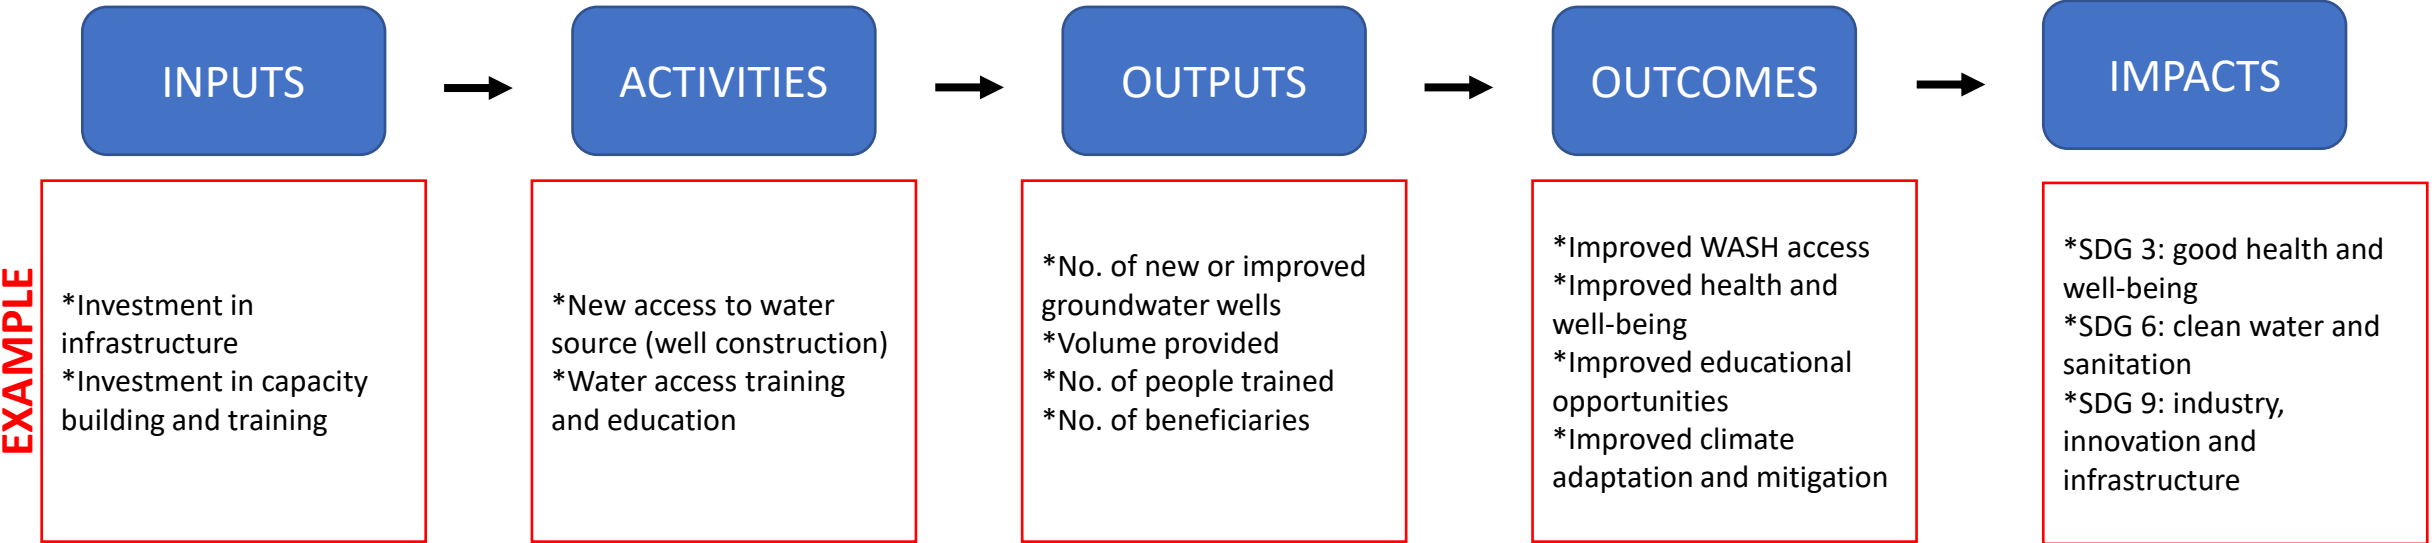 INPUTS
ACTIVITIES
OUTPUTS
OUTCOMES
IMPACTS
EXAMPLE
*Investment in
infrastructure
*Investment in capacity
building and training
*New access to water
source (well construction)
*Water access training
and education
*No. of new or improved
groundwater wells
*Volume provided
*No. of people trained
*No. of beneficiaries
*Improved WASH access
*Improved health and
well-being
*Improved educational
opportunities
*Improved climate
adaptation and mitigation
*SDG 3: good health and
well-being
*SDG 6: clean water and
sanitation
*SDG 9: industry,
innovation and
infrastructure